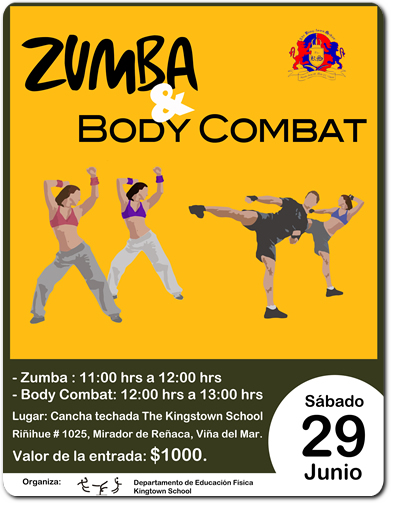 ZUMBA
&
BODY COMBAT
- Zumba : 11:00 hrs a 12:00 hrs
- Body Combat: 12:00 hrs a 13:00 hrs
Lugar: Cancha techada The Kingstown School
Riñihue # 1025, Mirador de Reñaca, Viña del Mar.
Valor de la entrada: $1000.
Sábado
29
Junio
Organiza:
Departamento de Educación Física
Kingtown School